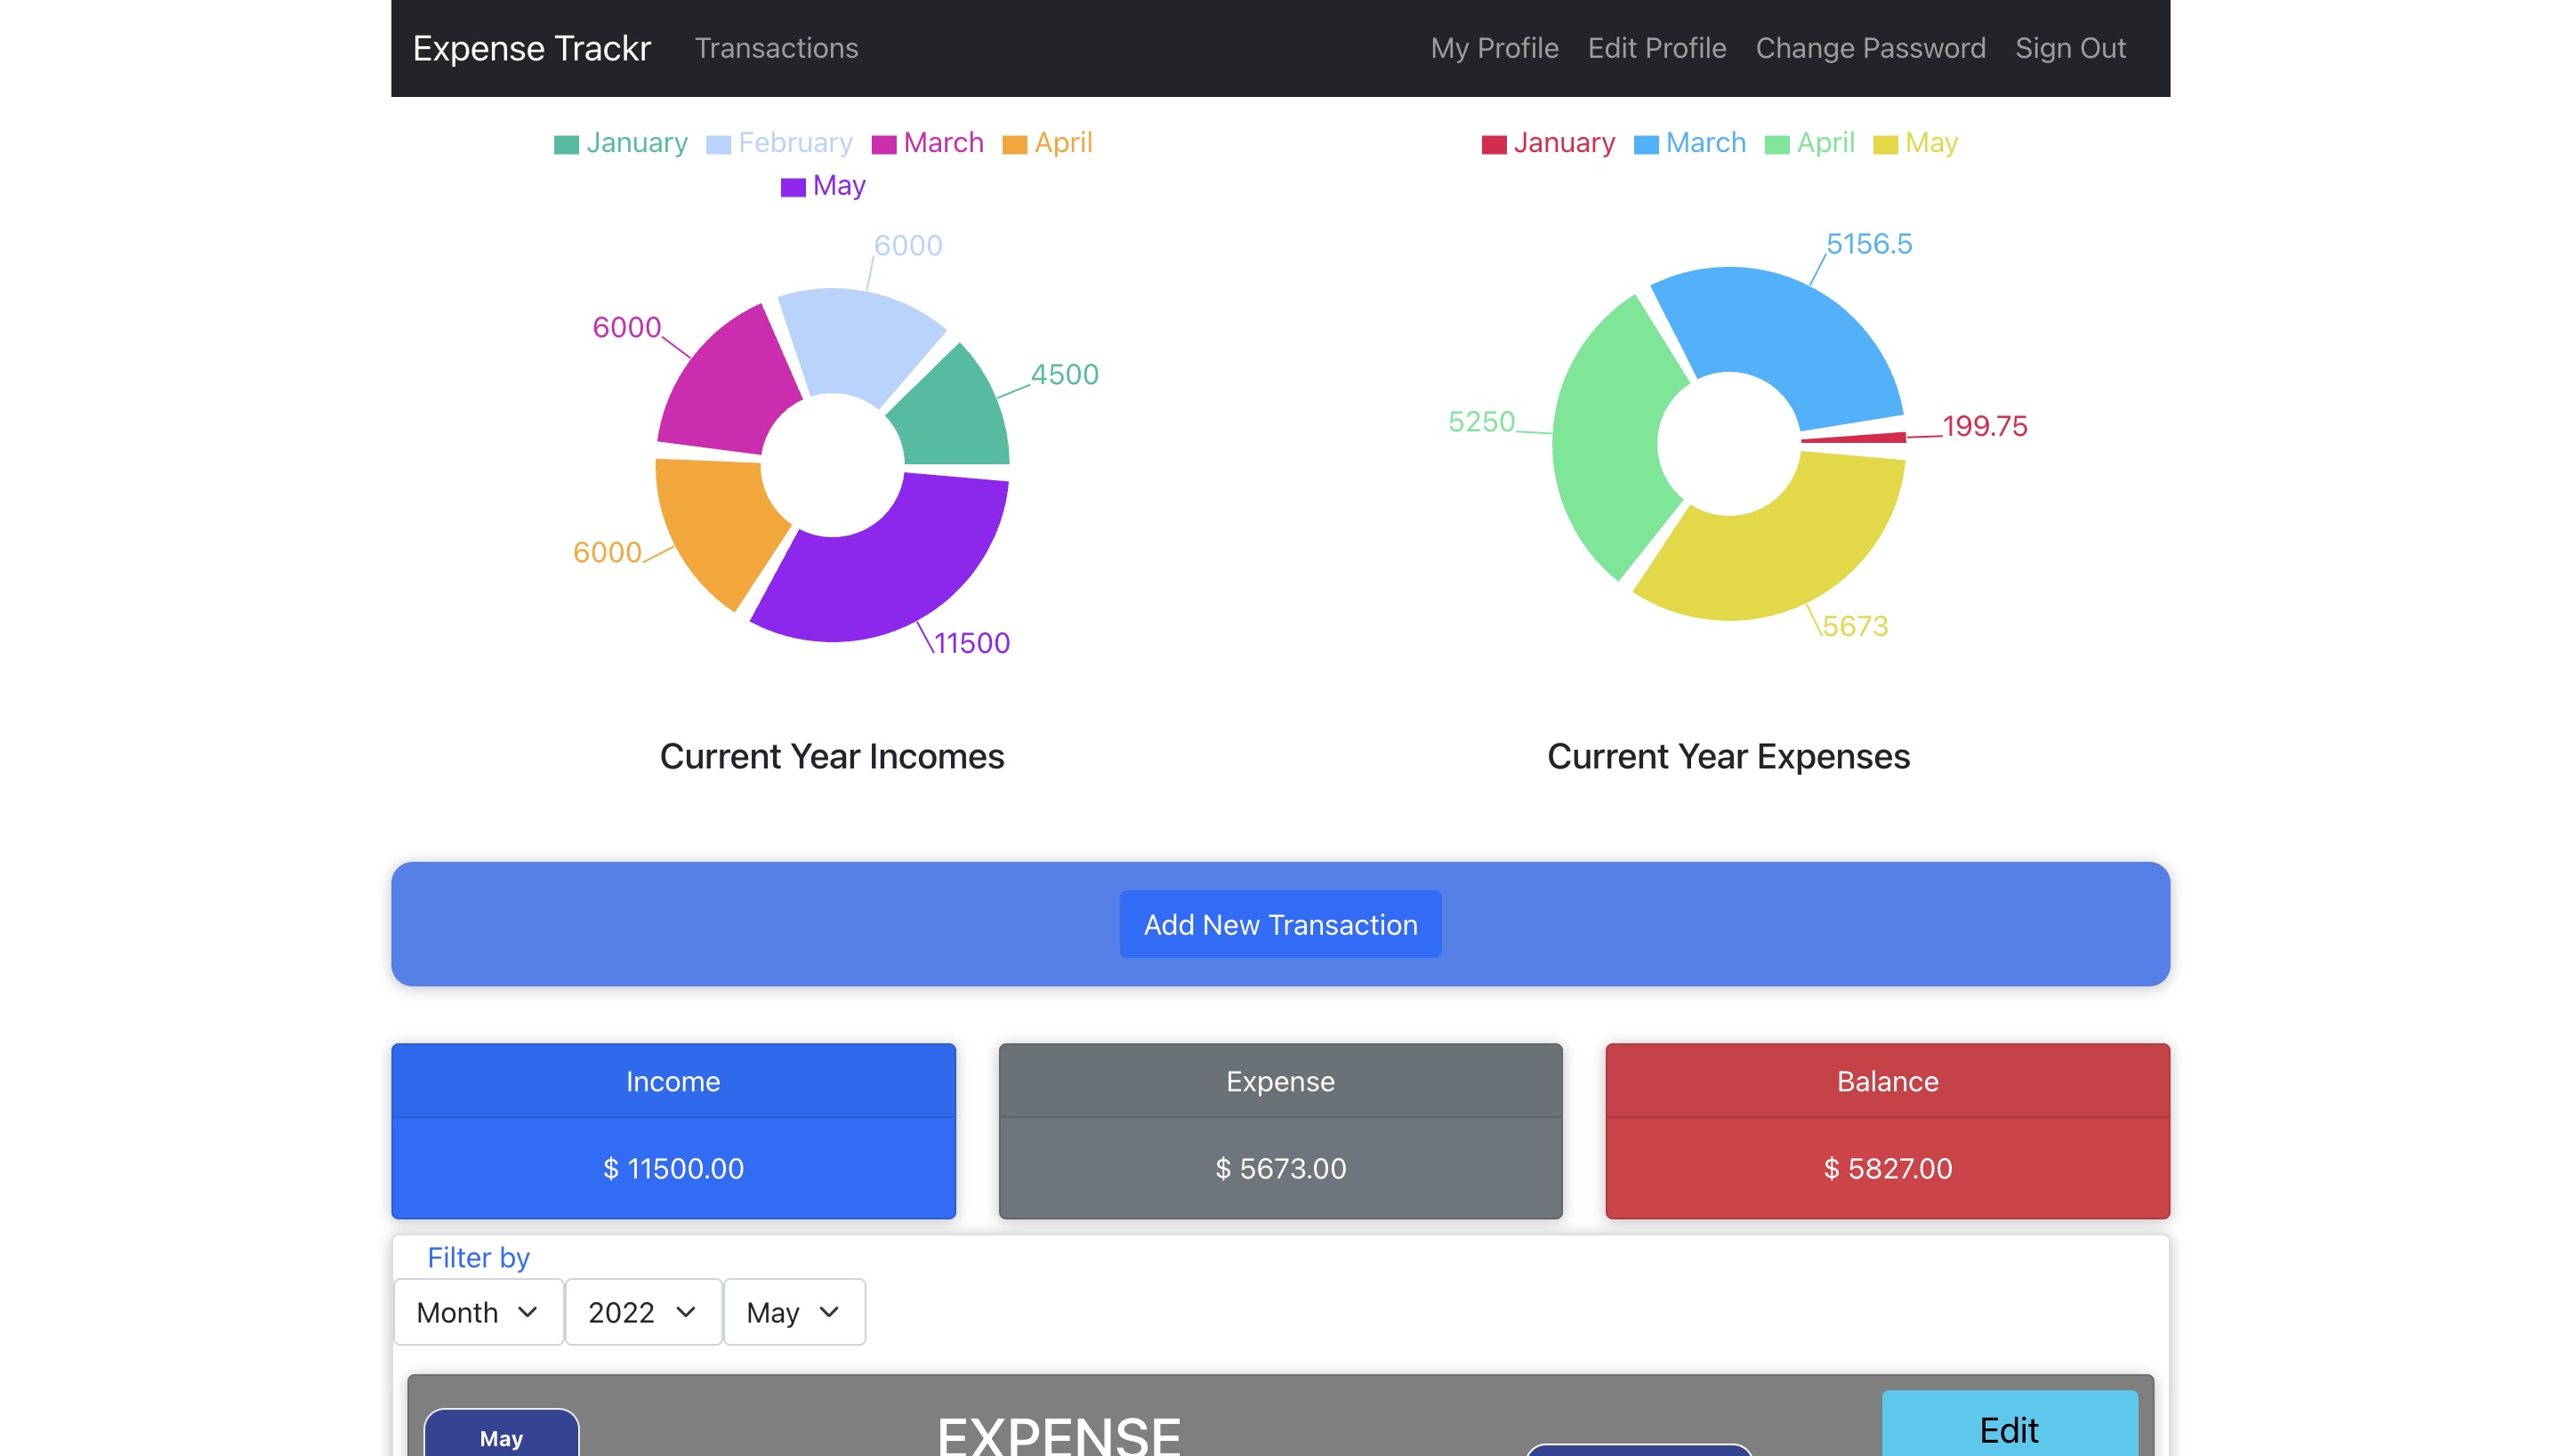 Expense Trackr Transactions My Profile Edit Profile Change Password Sign Out
January February March April
May
6000
6000
4500
6000
11500
Current Year Incomes
January March April May
5156.5
5250
199.75
5673
Current Year Expenses
Add New Transaction
Income
$ 11500.00
Expense
$ 5673.00
Balance
$ 5827.00
Filter by
Month 2022 May
May
EXPENSE
Edit